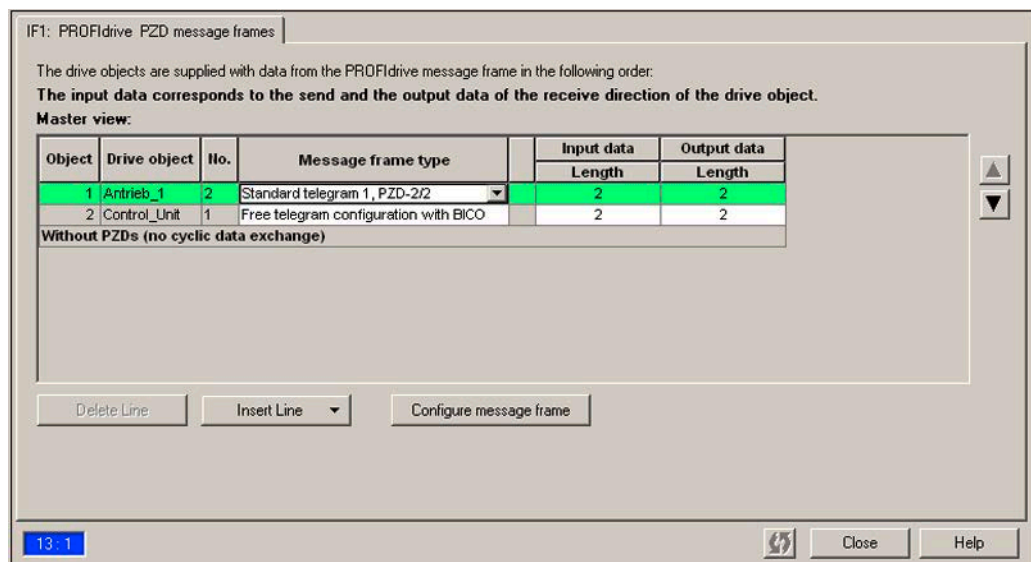 IF1: PROFIdrive PZD message frames
The drive objects are supplied with data from the PROFIdrive message frame in the following order:
The input data corresponds to the send and the output data of the receive direction of the drive object.
Master view:
Object Drive object No. Message frame type Input data Output data
Length Length
1 Antrieb_1 2 Standard telegram 1, PZD-2/2 2 2
2 Control_Unit 1 Free telegram configuration with BICO 2 2
Without PZDs (no cyclic data exchange)
Delete Line Insert Line Configure message frame
13:1 Close Help